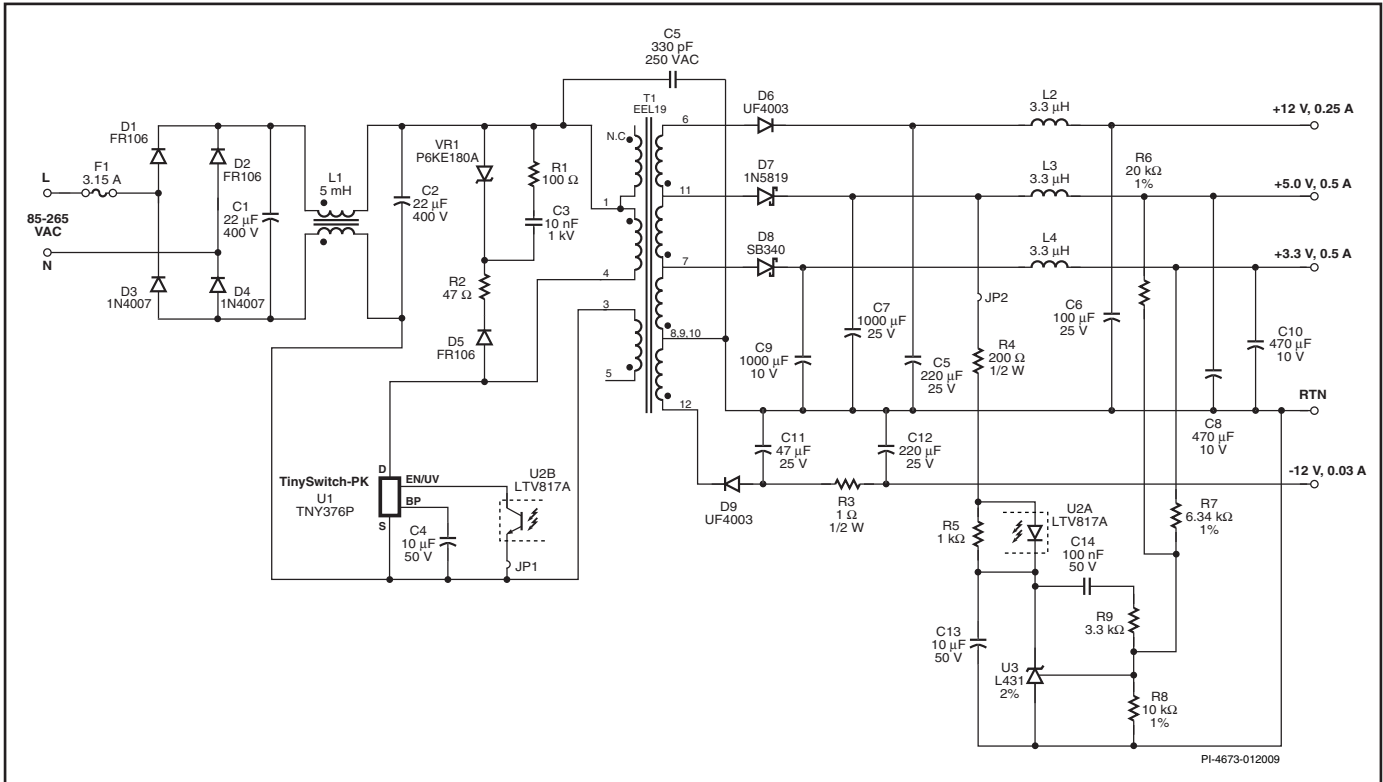 C5
330 pF
250 VAC
T1
EEL19
D6
UF4003
L2
3.3 µH
+12 V, 0.25 A
D1
FR106
D2
FR106
F1
3.15 A
L
85-265
VAC
N
C1
22 µF
400 V
D3
1N4007
D4
1N4007
L1
5 mH
C2
22 µF
400 V
VR1
P6KE180A
R1
100 Ω
C3
10 nF
1 kV
R2
47 Ω
D5
FR106
N.C
1
4
3
5
6
11
7
8,9,10
12
D7
1N5819
L3
3.3 µH
R6
20 kΩ
1%
+5.0 V, 0.5 A
D8
SB340
L4
3.3 µH
+3.3 V, 0.5 A
C9
1000 µF
10 V
C7
1000 µF
25 V
C5
220 µF
25 V
JP2
R4
200 Ω
1/2 W
C6
100 µF
25 V
C8
470 µF
10 V
C10
470 µF
10 V
RTN
C11
47 µF
25 V
C12
220 µF
25 V
-12 V, 0.03 A
D9
UF4003
R3
1 Ω
1/2 W
TinySwitch-PK
U1
TNY376P
D
S
EN/UV
BP
C4
10 µF
50 V
U2B
LTV817A
JP1
R5
1 kΩ
U2A
LTV817A
C14
100 nF
50 V
R7
6.34 kΩ
1%
C13
10 µF
50 V
R9
3.3 kΩ
U3
L431
2%
R8
10 kΩ
1%
PI-4673-012009